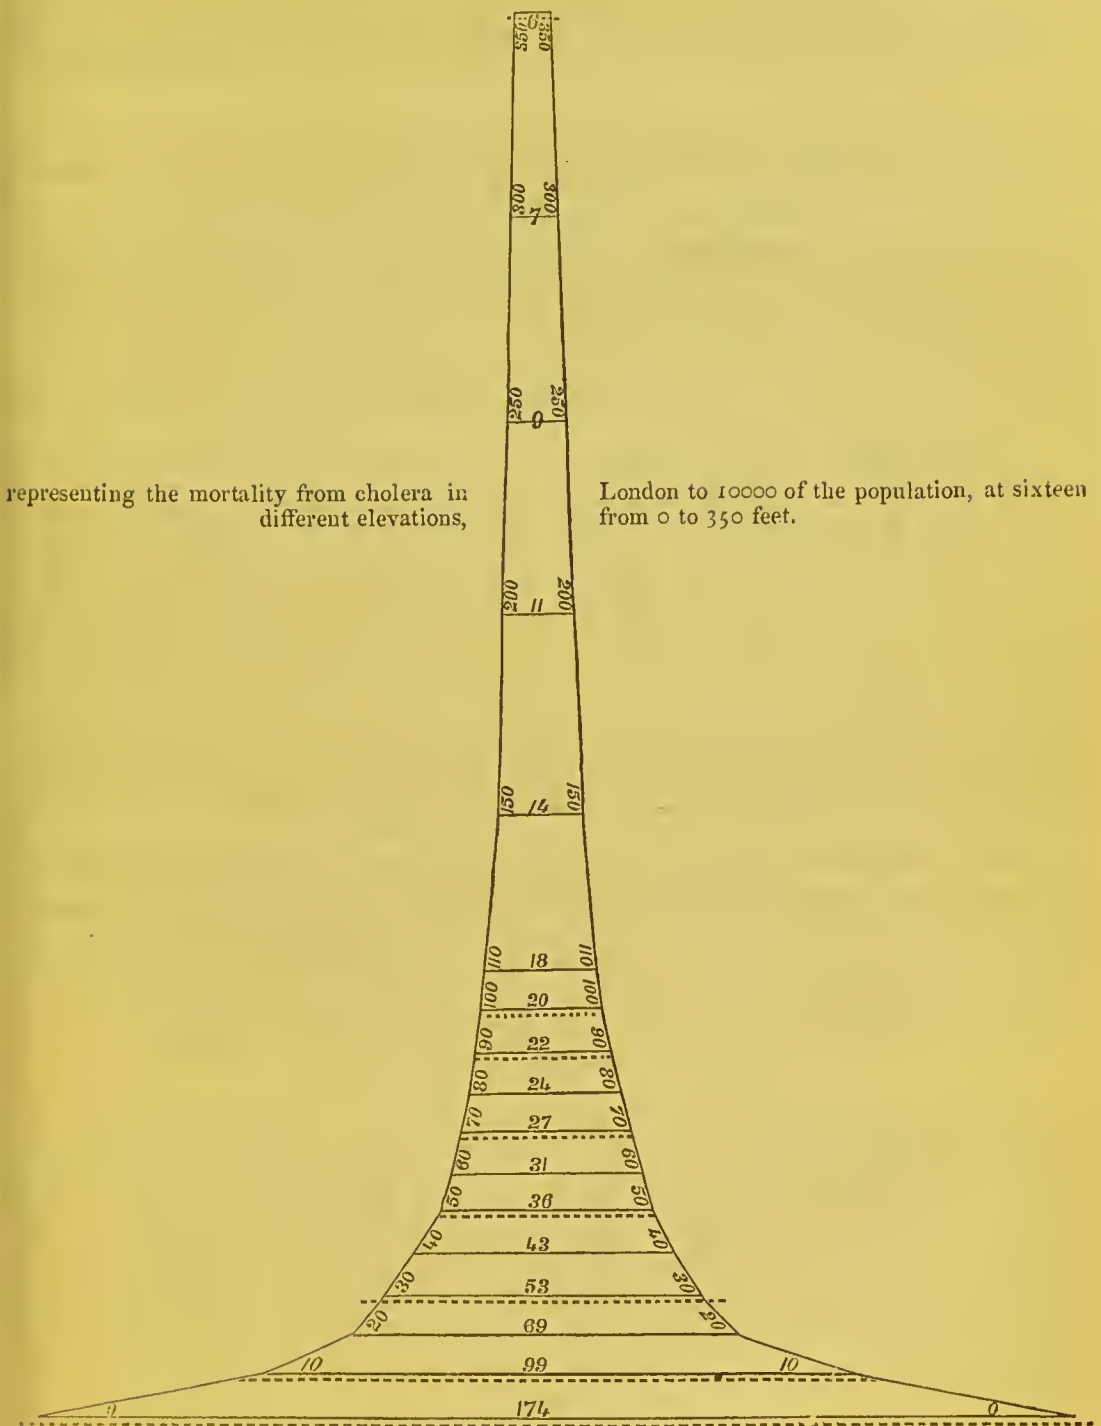 350 6 350
300 7 300
250 9 250
representing the mortality from cholera in London to 10000 of the population, at sixteen
different elevations, from 0 to 350 feet.
200 11 200
150 14 150
110 18 110
100 20 100
90 22 90
80 24 80
70 27 70
60 31 60
50 36 50
40 43 40
30 53 30
20 69 20
10 99 10
0 174 0